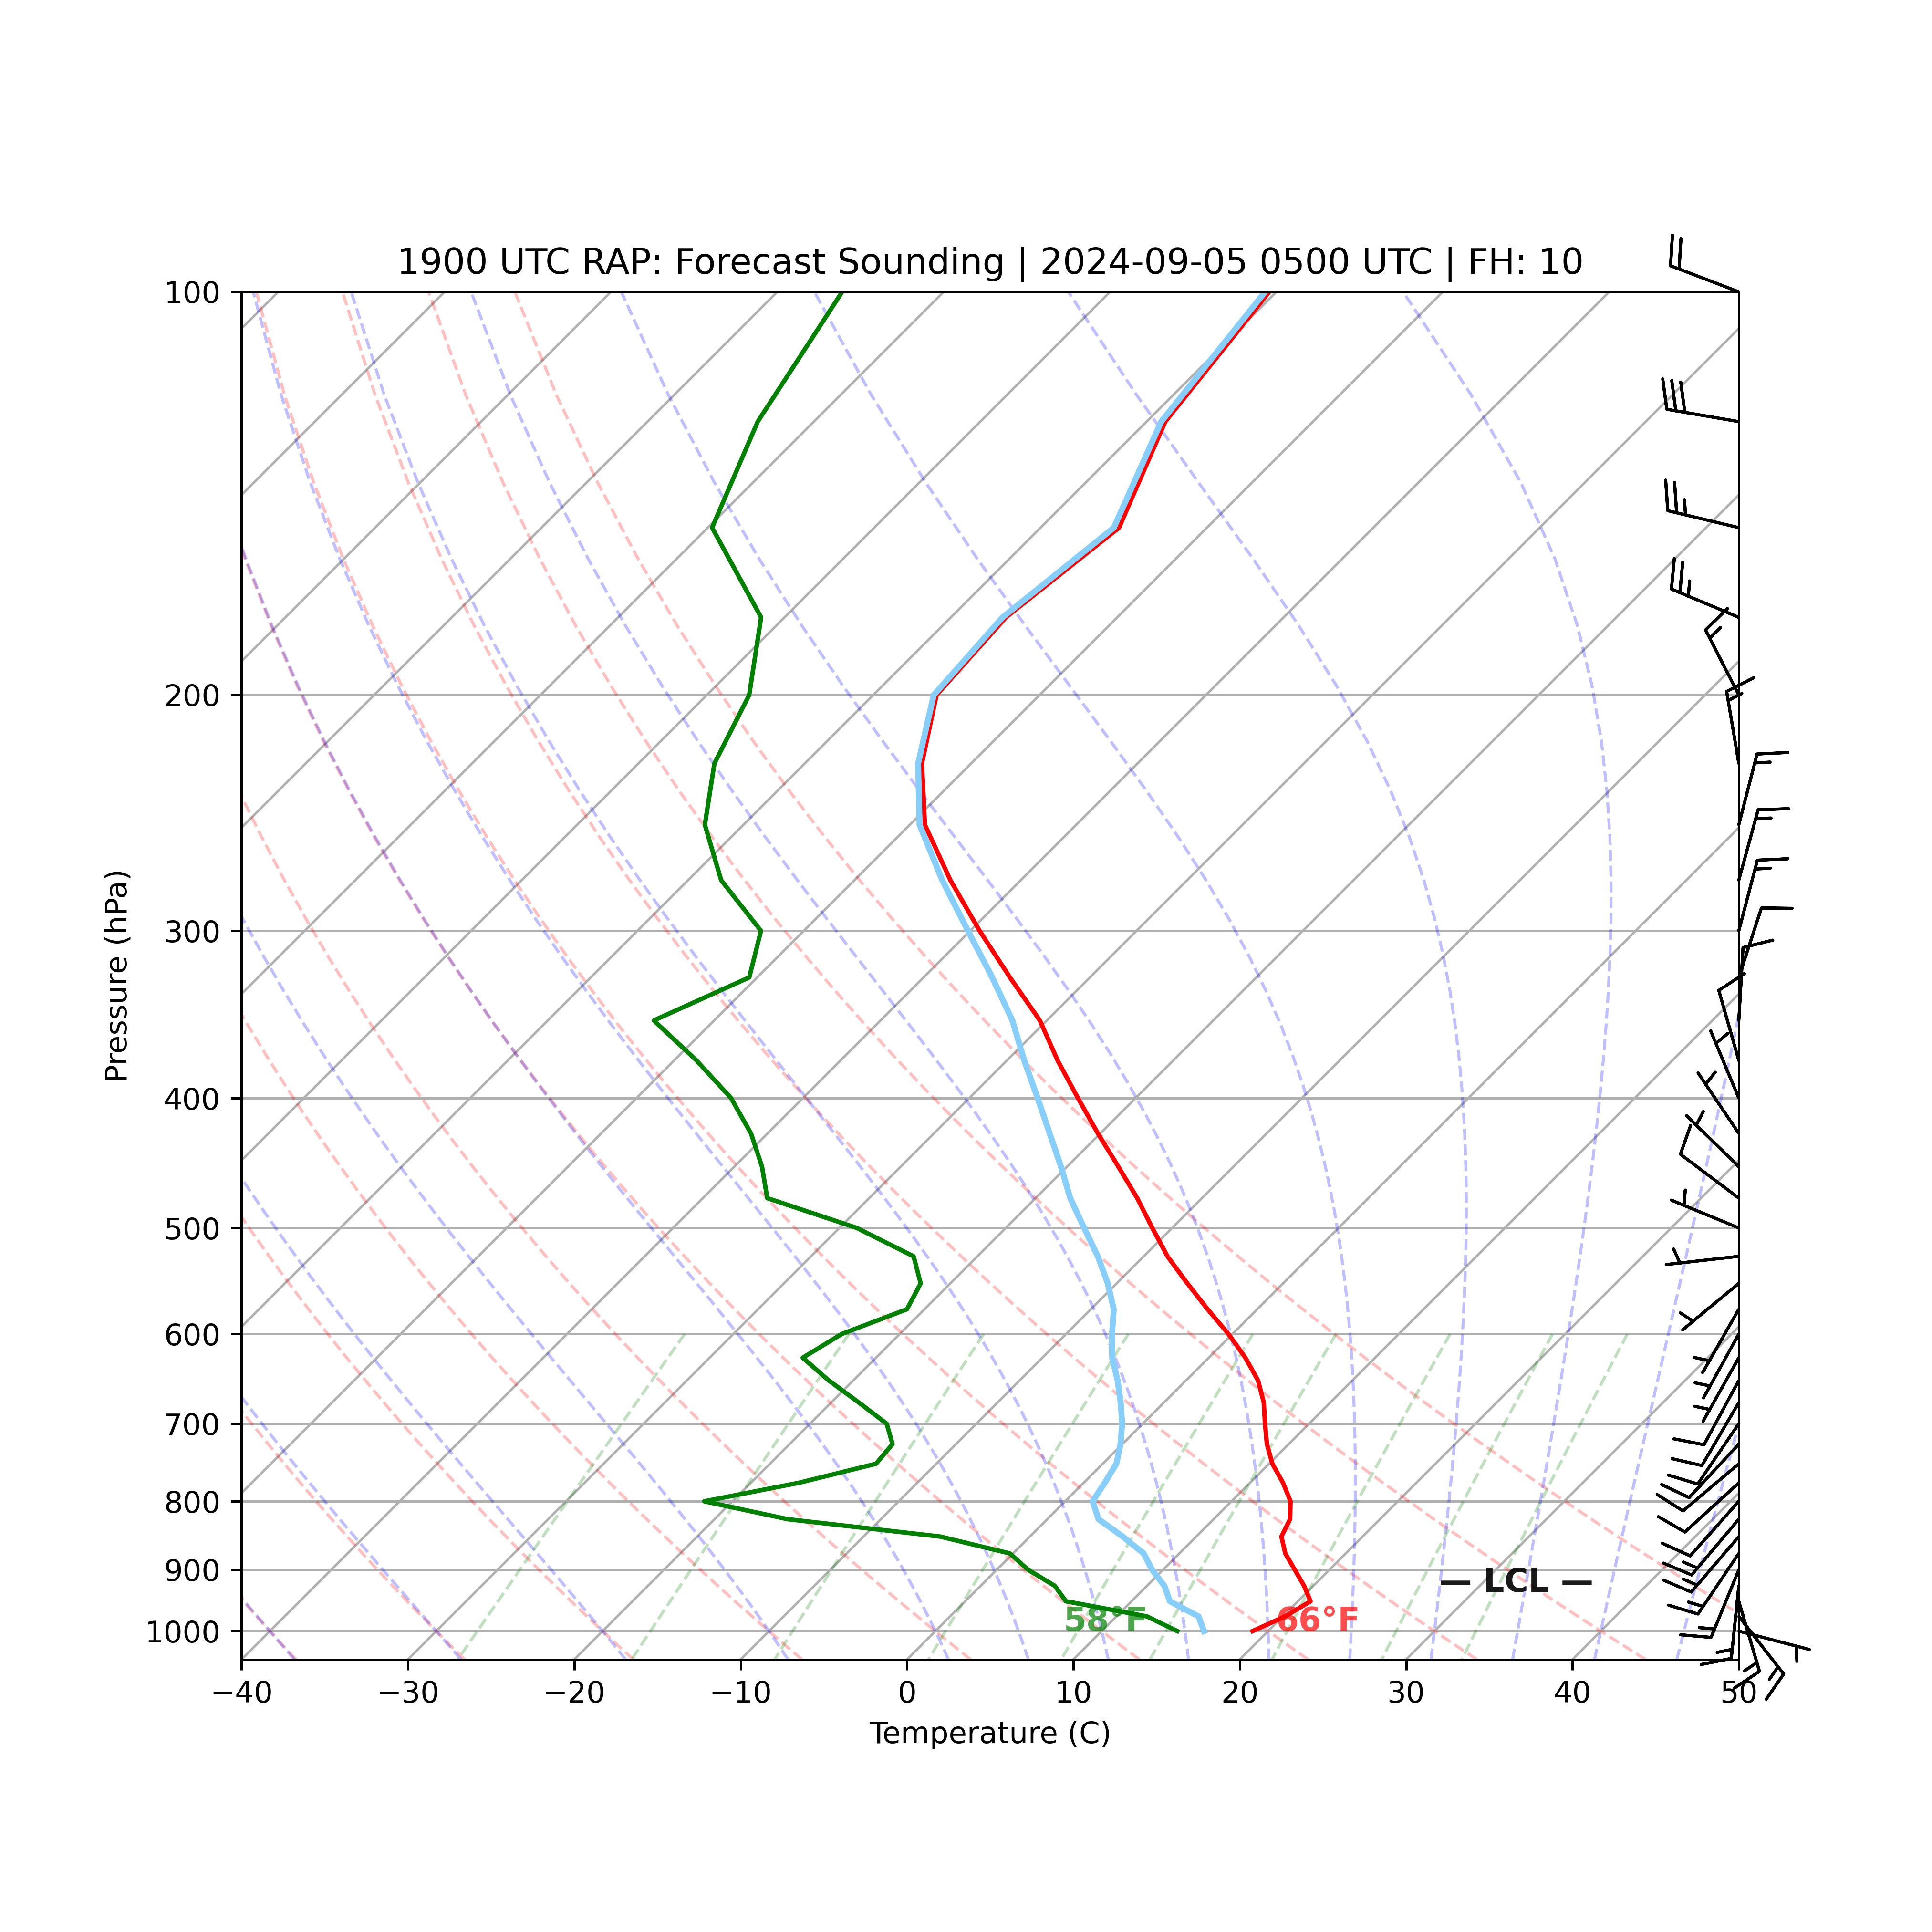 1900 UTC RAP: Forecast Sounding | 2024-09-05 0500 UTC | FH: 10
100
200
300
400
500
600
700
800
900
1000
Pressure (hPa)
— LCL —
58°F
66°F
−40 −30 −20 −10 0 10 20 30 40 50
Temperature (C)